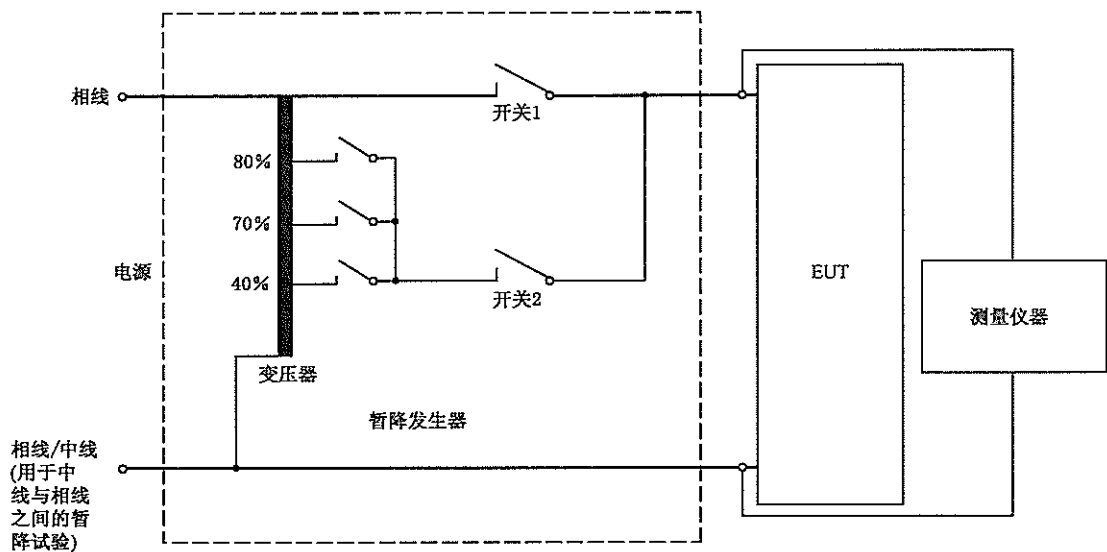 相线
开关1
80%
70%
电源
40%
开关2
EUT
测量仪器
变压器
暂降发生器
相线/中线
(用于中
线与相线
之间的暂
降试验)